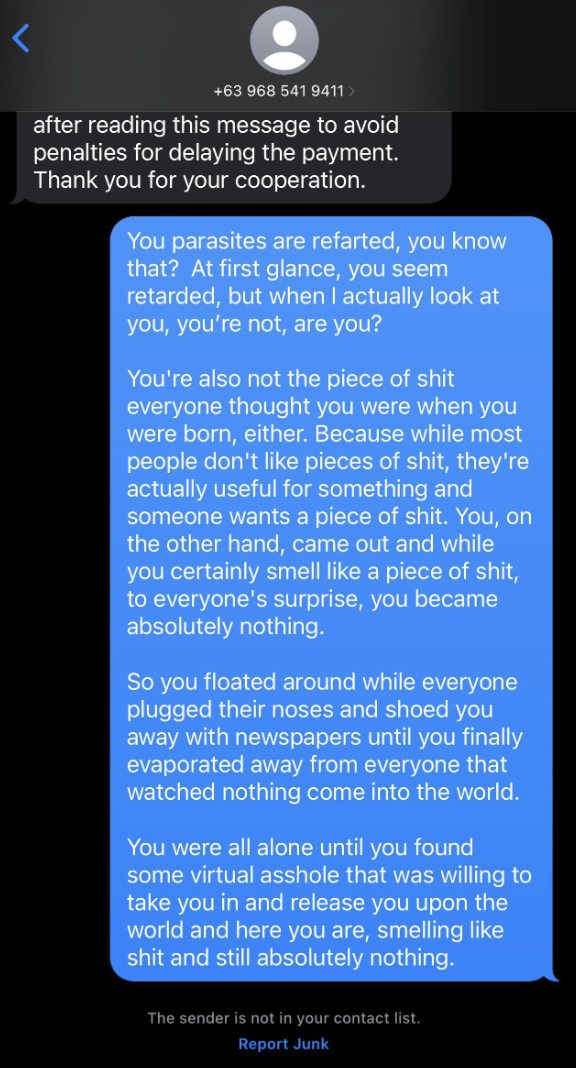 +63 968 541 9411 >
after reading this message to avoid
penalties for delaying the payment.
Thank you for your cooperation.
You parasites are refarted, you know
that?  At first glance, you seem
retarded, but when I actually look at
you, you’re not, are you?
You're also not the piece of shit
everyone thought you were when you
were born, either. Because while most
people don't like pieces of shit, they're
actually useful for something and
someone wants a piece of shit. You, on
the other hand, came out and while
you certainly smell like a piece of shit,
to everyone's surprise, you became
absolutely nothing.
So you floated around while everyone
plugged their noses and shoed you
away with newspapers until you finally
evaporated away from everyone that
watched nothing come into the world.
You were all alone until you found
some virtual asshole that was willing to
take you in and release you upon the
world and here you are, smelling like
shit and still absolutely nothing.
The sender is not in your contact list.
Report Junk